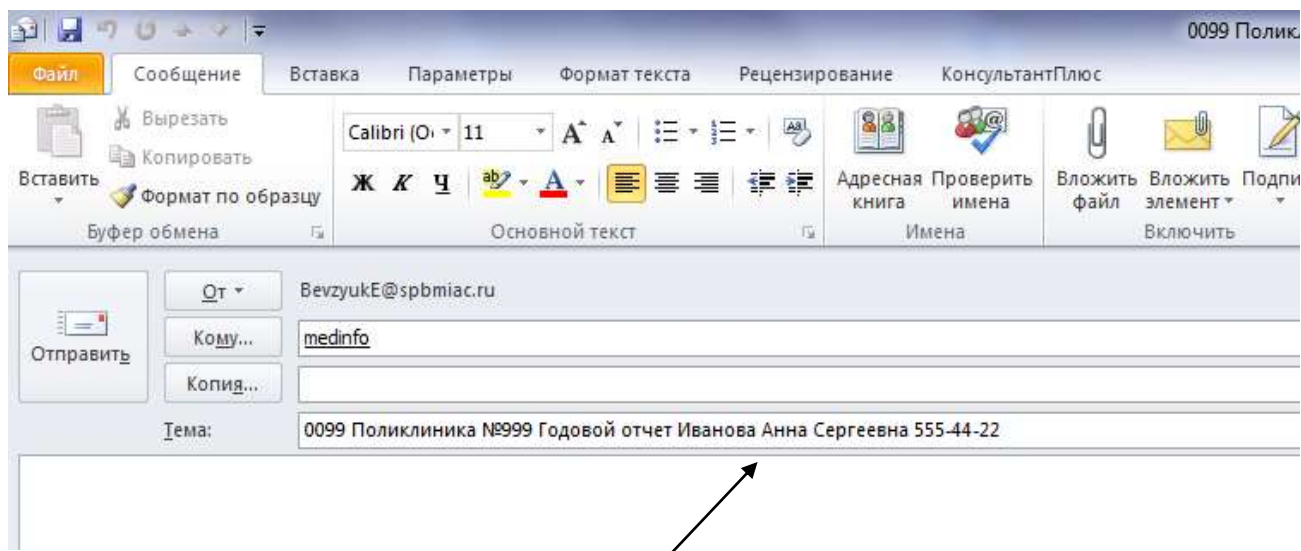 0099 Полик
Файл Сообщение Вставка Параметры Формат текста Рецензирование КонсультантПлюс
Вставить
Вырезать
Копировать
Формат по образцу
Буфер обмена
Calibri (О 11
Ж К Ч
Основной текст
Адресная книга
Проверить имена
Имена
Вложить файл
Вложить элемент
Подпи
Включить
Отправить
От BevzyukE@spbmiac.ru
Кому... medinfo
Копия...
Тема: 0099 Поликлиника №999 Годовой отчет Иванова Анна Сергеевна 555-44-22